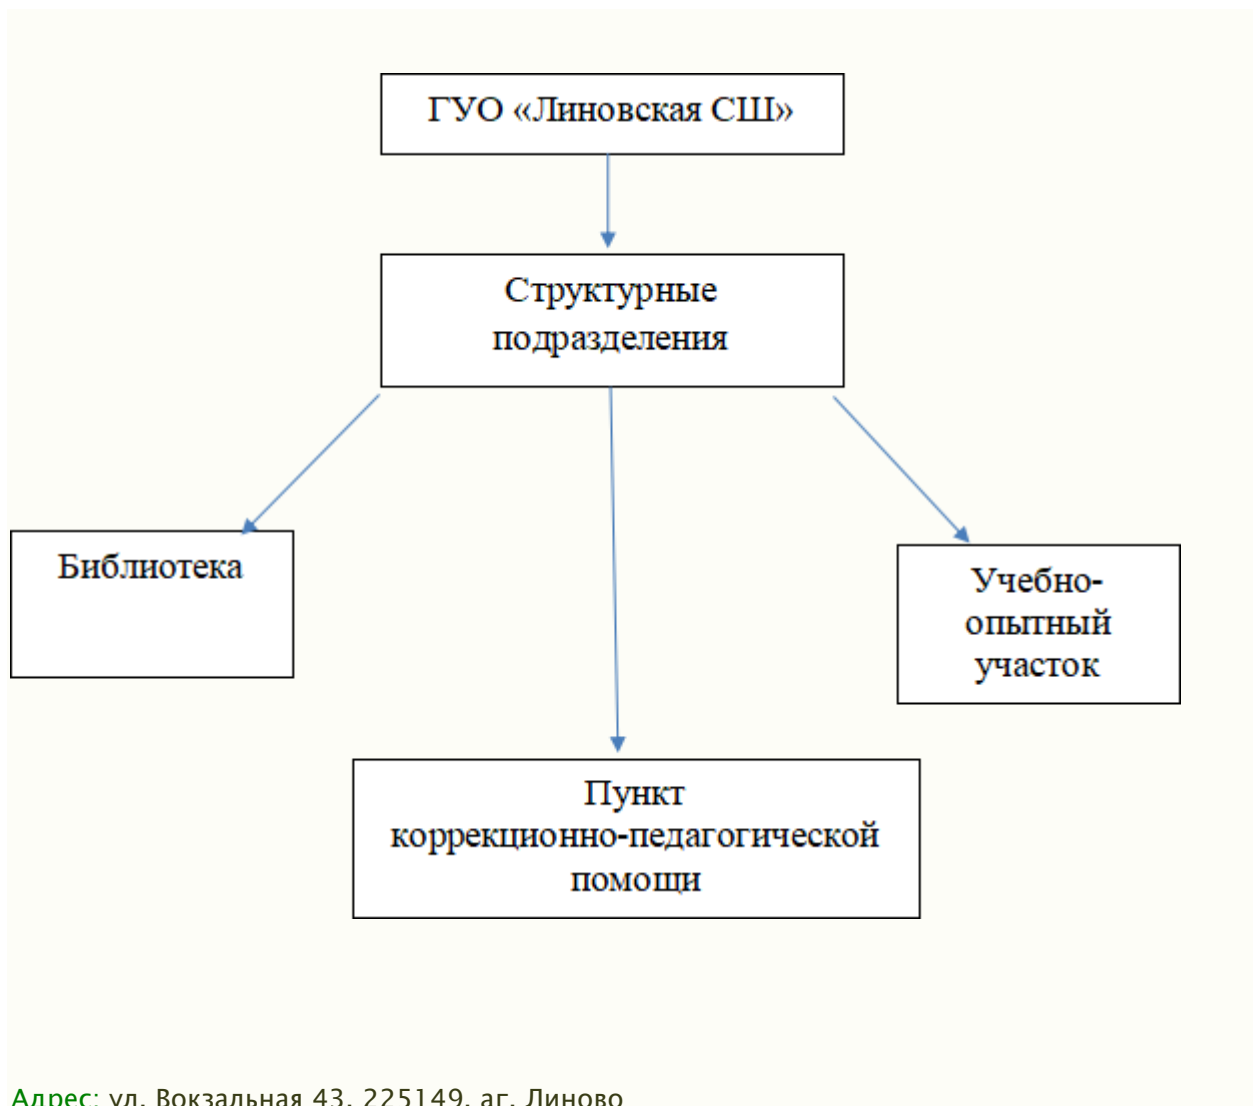 ГУО «Линовская СШ»
Структурные
подразделения
Библиотека
Учебно-
опытный
участок
Пункт
коррекционно-педагогической
помощи
Адрес: ул. Вокзальная 43, 225149, аг. Линово